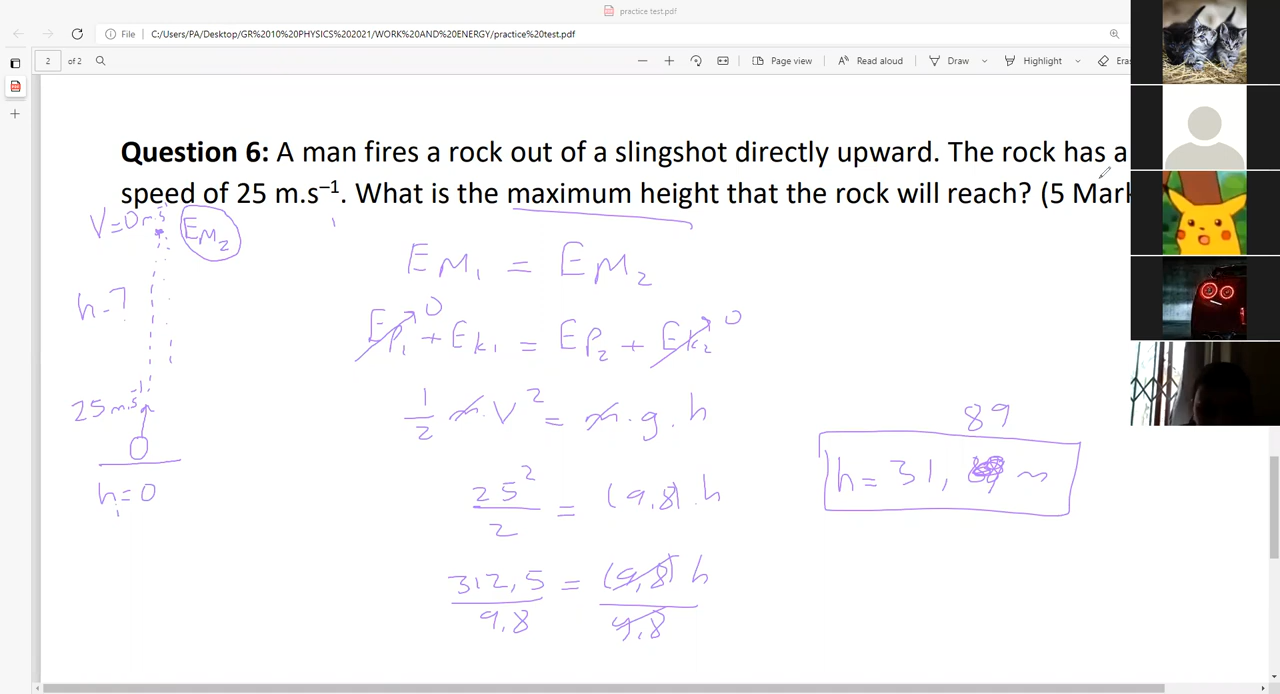 practice test.pdf
File C:/Users/PA/Desktop/GR%2010%20PHYSICS%202021/WORK%20AND%20ENERGY/practice%20test.pdf
2 of 2 Page view Read aloud Draw Highlight Eras
Question 6: A man fires a rock out of a slingshot directly upward. The rock has a
speed of 25 m.s⁻¹. What is the maximum height that the rock will reach? (5 Mark
V=0m.s⁻¹ EM₂
EM₁ = EM₂
h=?
EP₁ 0 + Ek₁ = EP₂ + Ek₂ 0
25m.s⁻¹
1/2 m.V² = m.g.h
89
h=31, m
h=0
25²/2 = (9,8).h
312,5/9,8 = (9,8)h/9,8